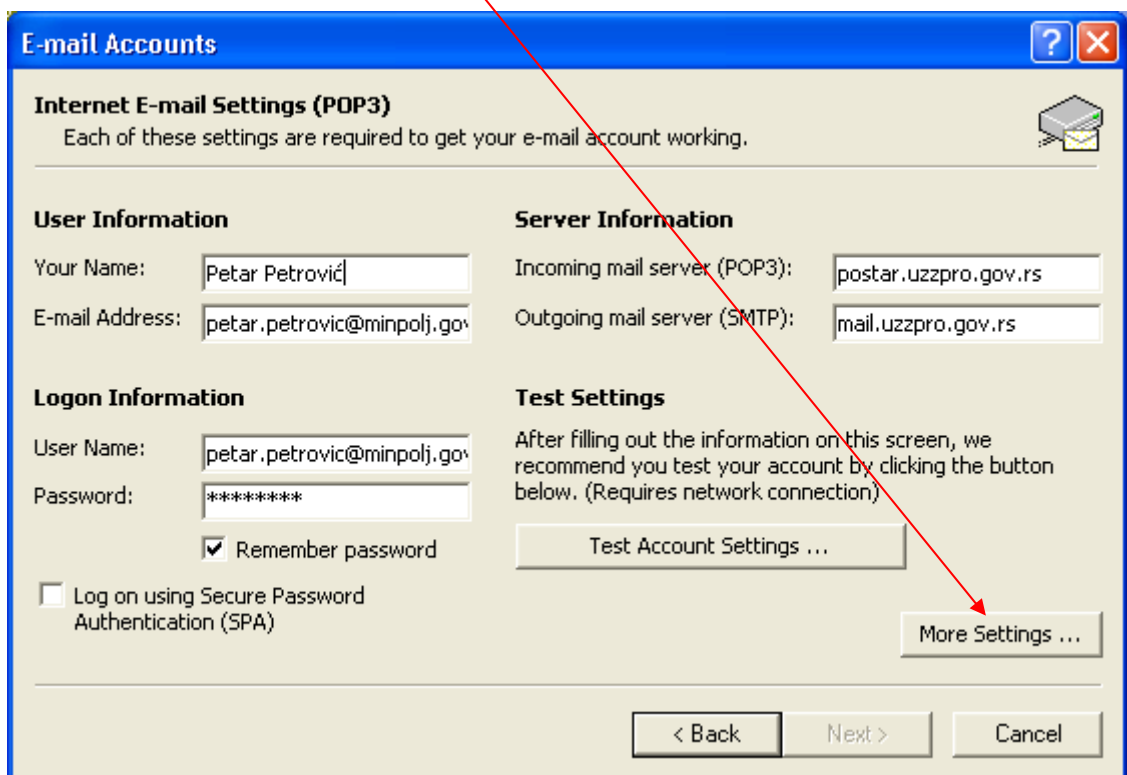 E-mail Accounts
Internet E-mail Settings (POP3)
Each of these settings are required to get your e-mail account working.
User Information
Your Name: Petar Petrović
E-mail Address: petar.petrovic@minpolj.gov
Logon Information
User Name: petar.petrovic@minpolj.gov
Password: ********
Remember password
Log on using Secure Password
Authentication (SPA)
Server Information
Incoming mail server (POP3): postar.uzzpro.gov.rs
Outgoing mail server (SMTP): mail.uzzpro.gov.rs
Test Settings
After filling out the information on this screen, we
recommend you test your account by clicking the button
below. (Requires network connection)
Test Account Settings ...
More Settings ...
< Back Next > Cancel